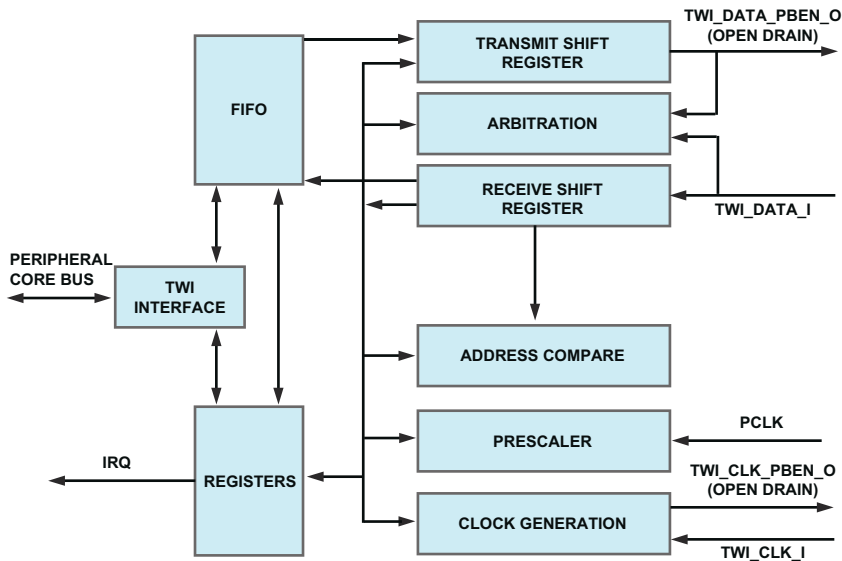 TWI_DATA_PBEN_O
(OPEN DRAIN)
TRANSMIT SHIFT
REGISTER
FIFO
ARBITRATION
RECEIVE SHIFT
REGISTER
TWI_DATA_I
PERIPHERAL
CORE BUS
TWI
INTERFACE
ADDRESS COMPARE
PCLK
PRESCALER
IRQ
REGISTERS
TWI_CLK_PBEN_O
(OPEN DRAIN)
CLOCK GENERATION
TWI_CLK_I